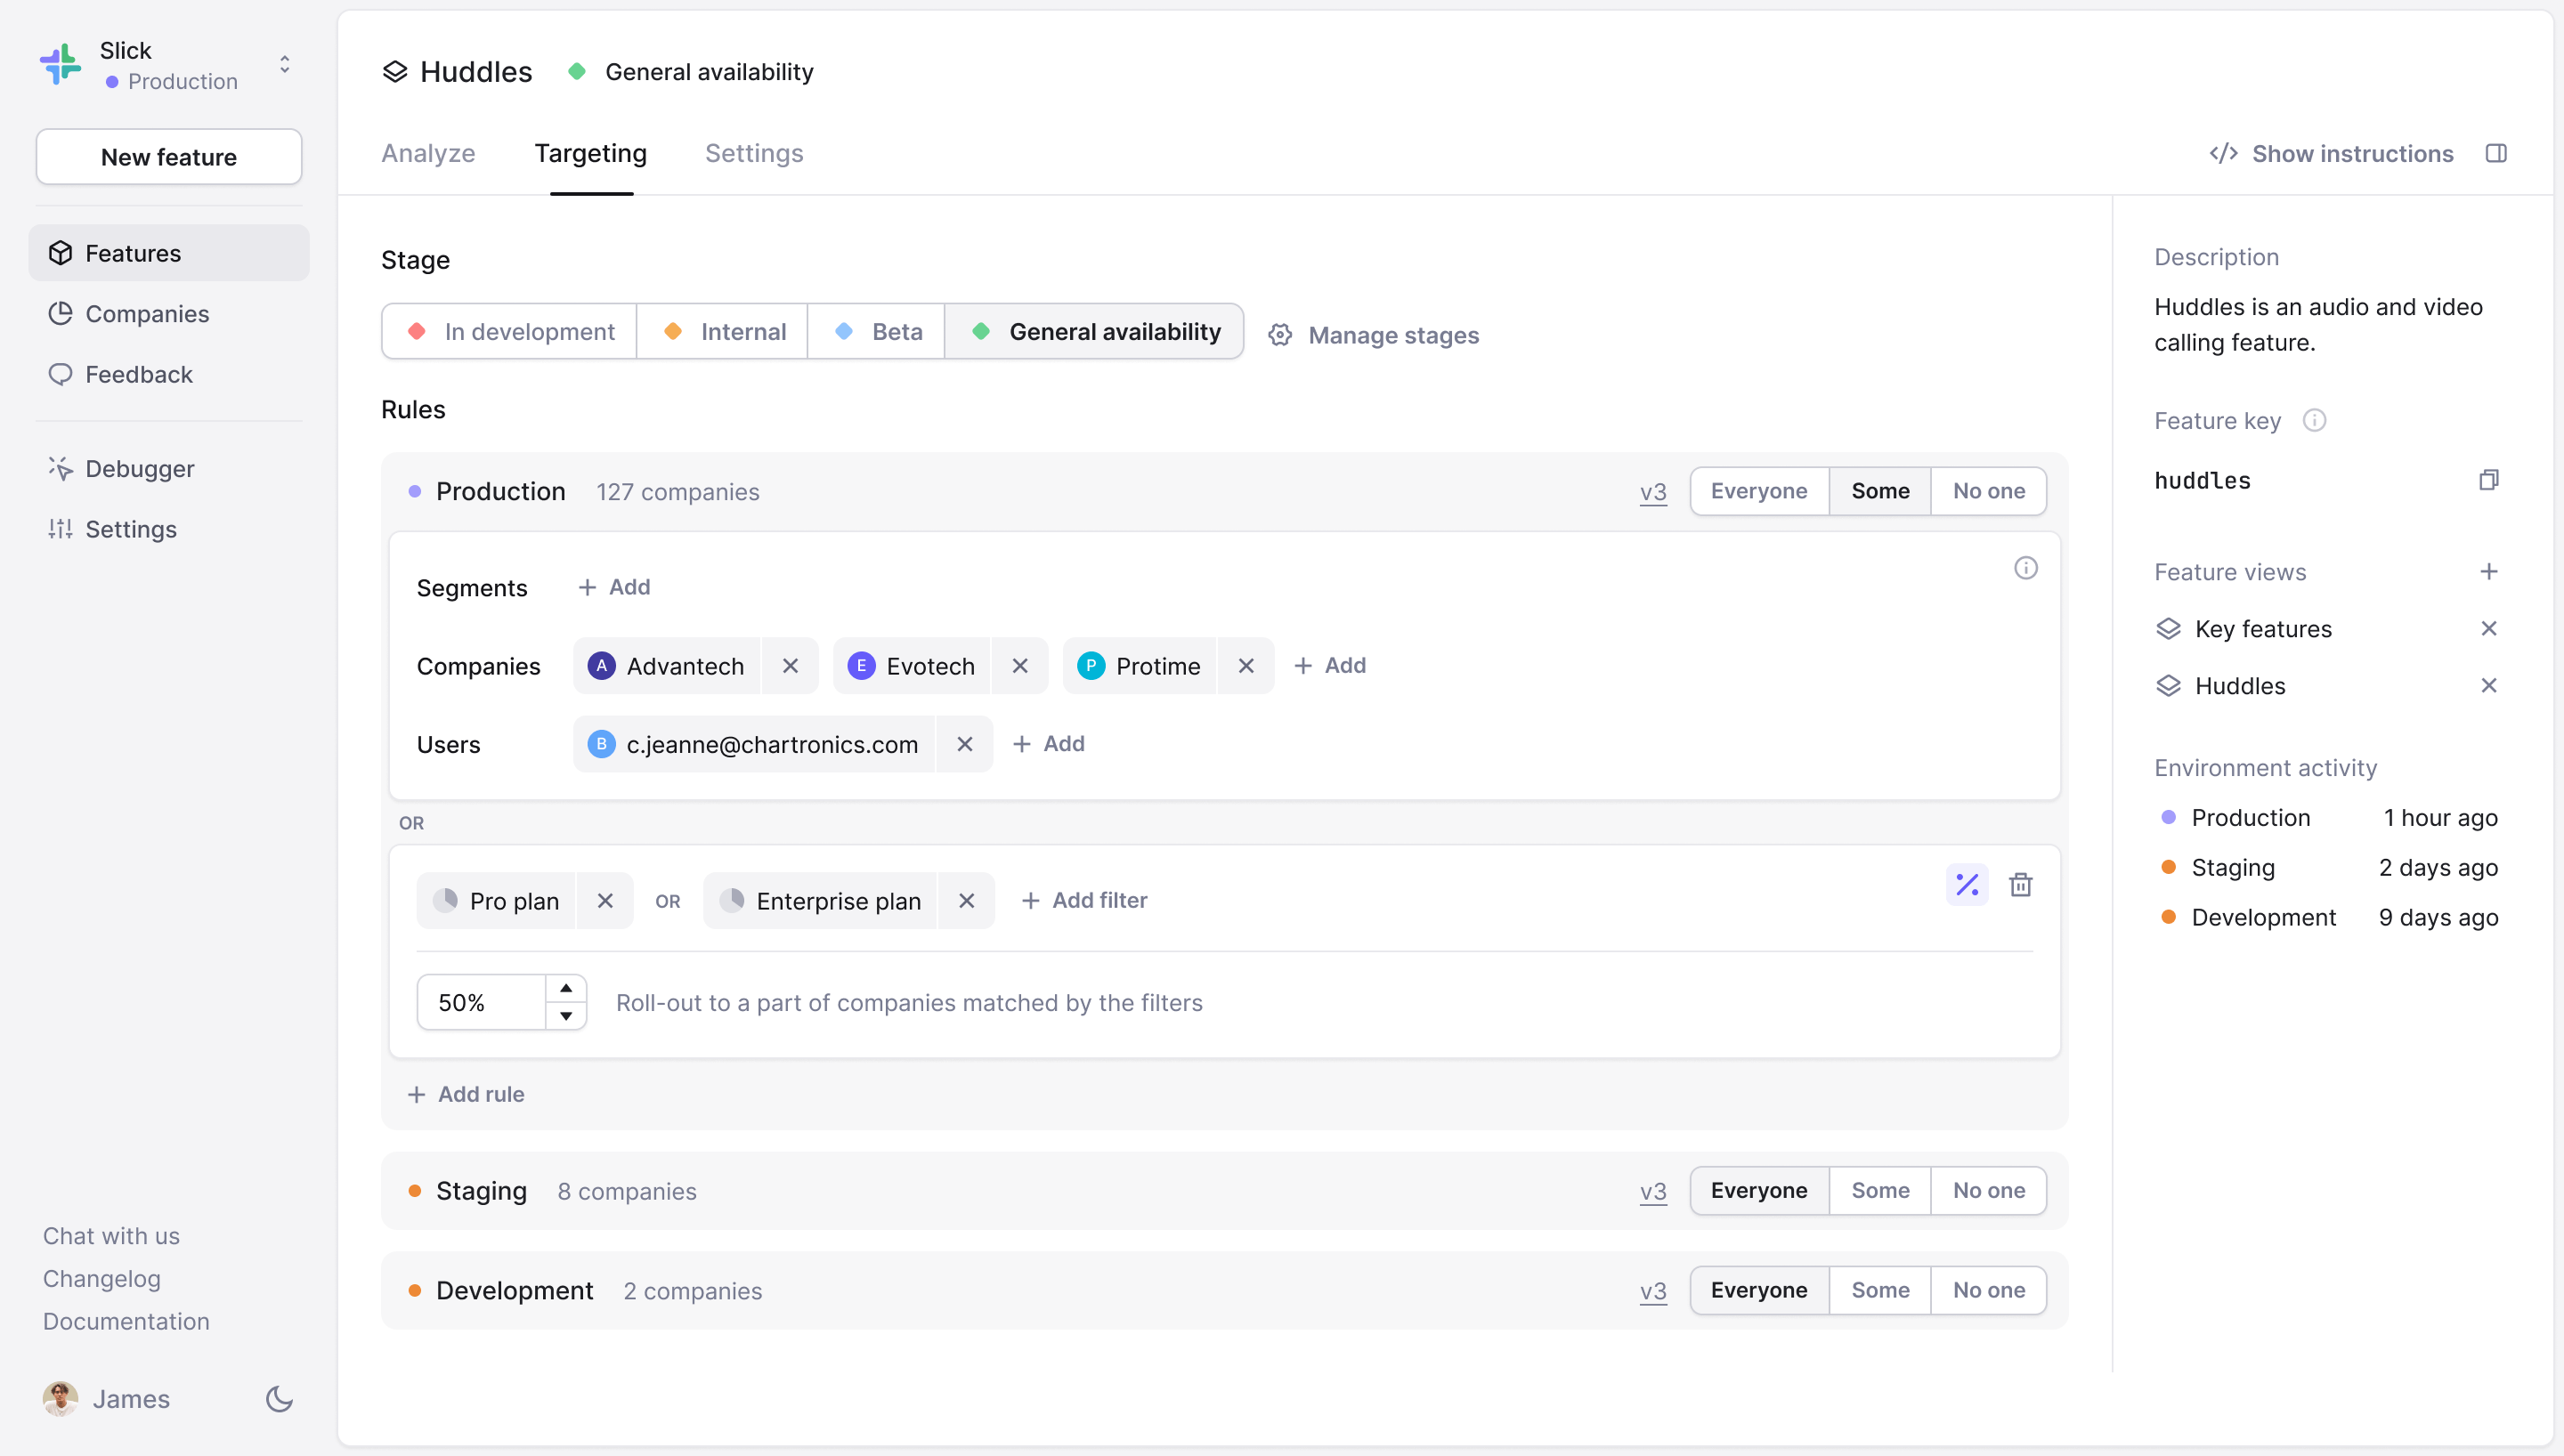 Slick
Production
New feature
Features
Companies
Feedback
Debugger
Settings
Chat with us
Changelog
Documentation
James
Huddles General availability
Analyze Targeting Settings
Show instructions
Stage
In development Internal Beta General availability Manage stages
Rules
Production 127 companies v3 Everyone Some No one
Segments + Add
Companies A Advantech E Evotech P Protime + Add
Users B c.jeanne@chartronics.com + Add
OR
Pro plan OR Enterprise plan + Add filter
50% Roll-out to a part of companies matched by the filters
+ Add rule
Staging 8 companies v3 Everyone Some No one
Development 2 companies v3 Everyone Some No one
Description
Huddles is an audio and video
calling feature.
Feature key
huddles
Feature views
Key features
Huddles
Environment activity
Production 1 hour ago
Staging 2 days ago
Development 9 days ago